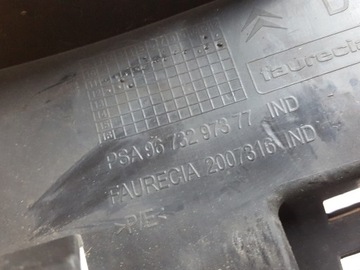 faurecia
PSA 96 732 973 77 IND
FAURECIA 2007316 IND
>P/E<